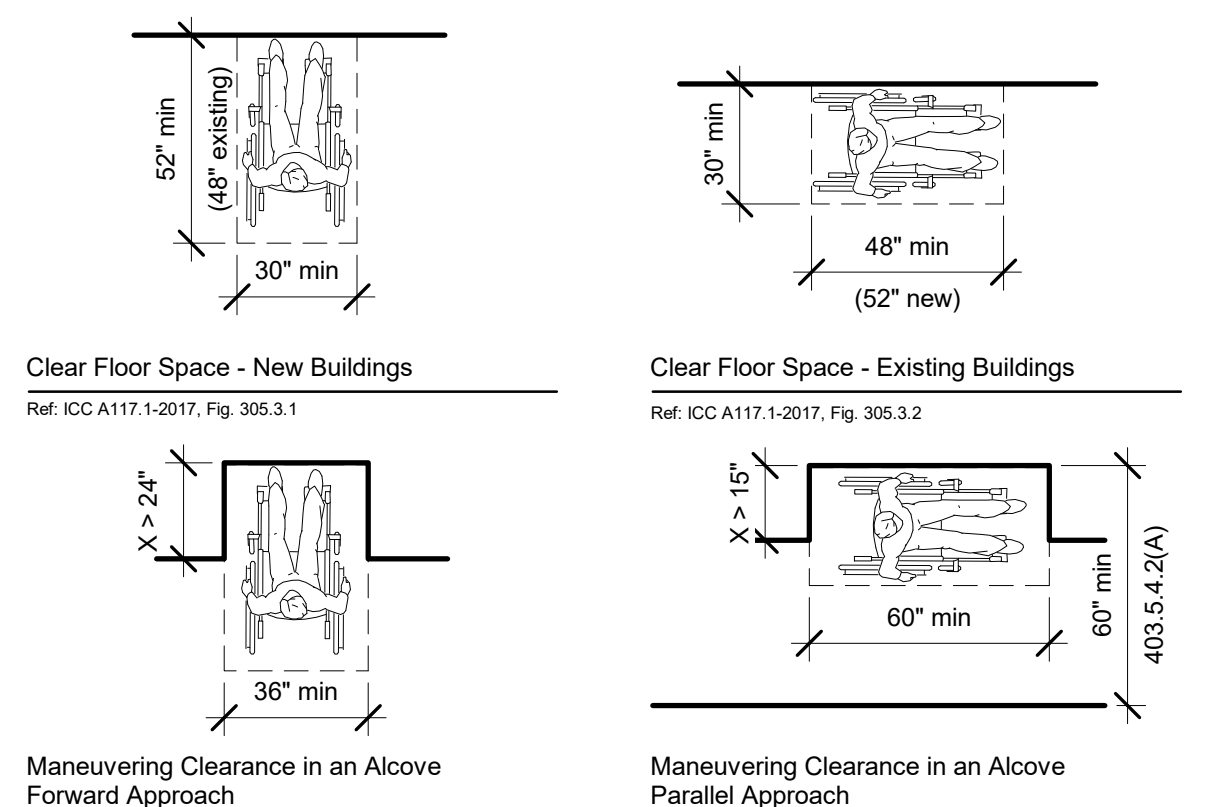 52" min
(48" existing)
30" min
Clear Floor Space - New Buildings
Ref: ICC A117.1-2017, Fig. 305.3.1
30" min
48" min
(52" new)
Clear Floor Space - Existing Buildings
Ref: ICC A117.1-2017, Fig. 305.3.2
X > 24"
36" min
Maneuvering Clearance in an Alcove
Forward Approach
X > 15"
60" min
60" min
403.5.4.2(A)
Maneuvering Clearance in an Alcove
Parallel Approach